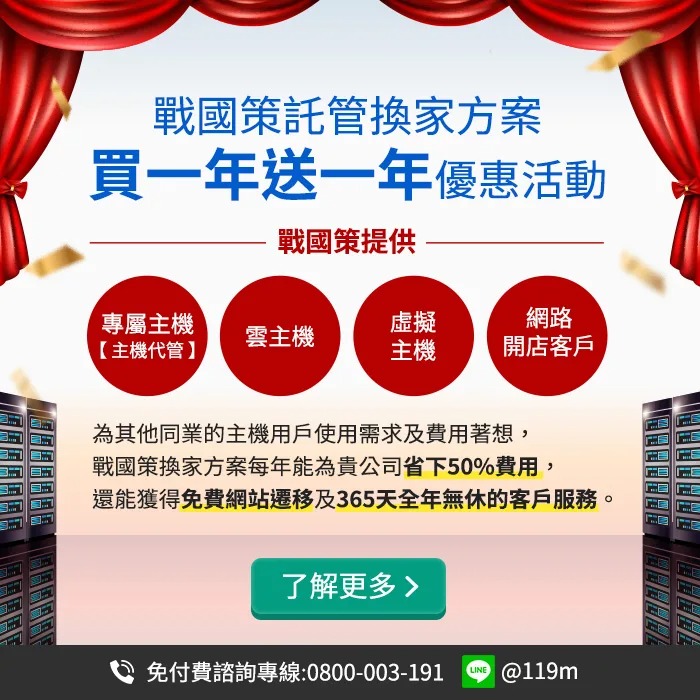 戰國策託管換家方案
買一年送一年優惠活動
戰國策提供
專屬主機
【主機代管】
雲主機
虛擬
主機
網路
開店客戶
為其他同業的主機用戶使用需求及費用著想，
戰國策換家方案每年能為貴公司省下50%費用，
還能獲得免費網站遷移及365天全年無休的客戶服務。
了解更多
免付費諮詢專線:0800-003-191 LINE @119m